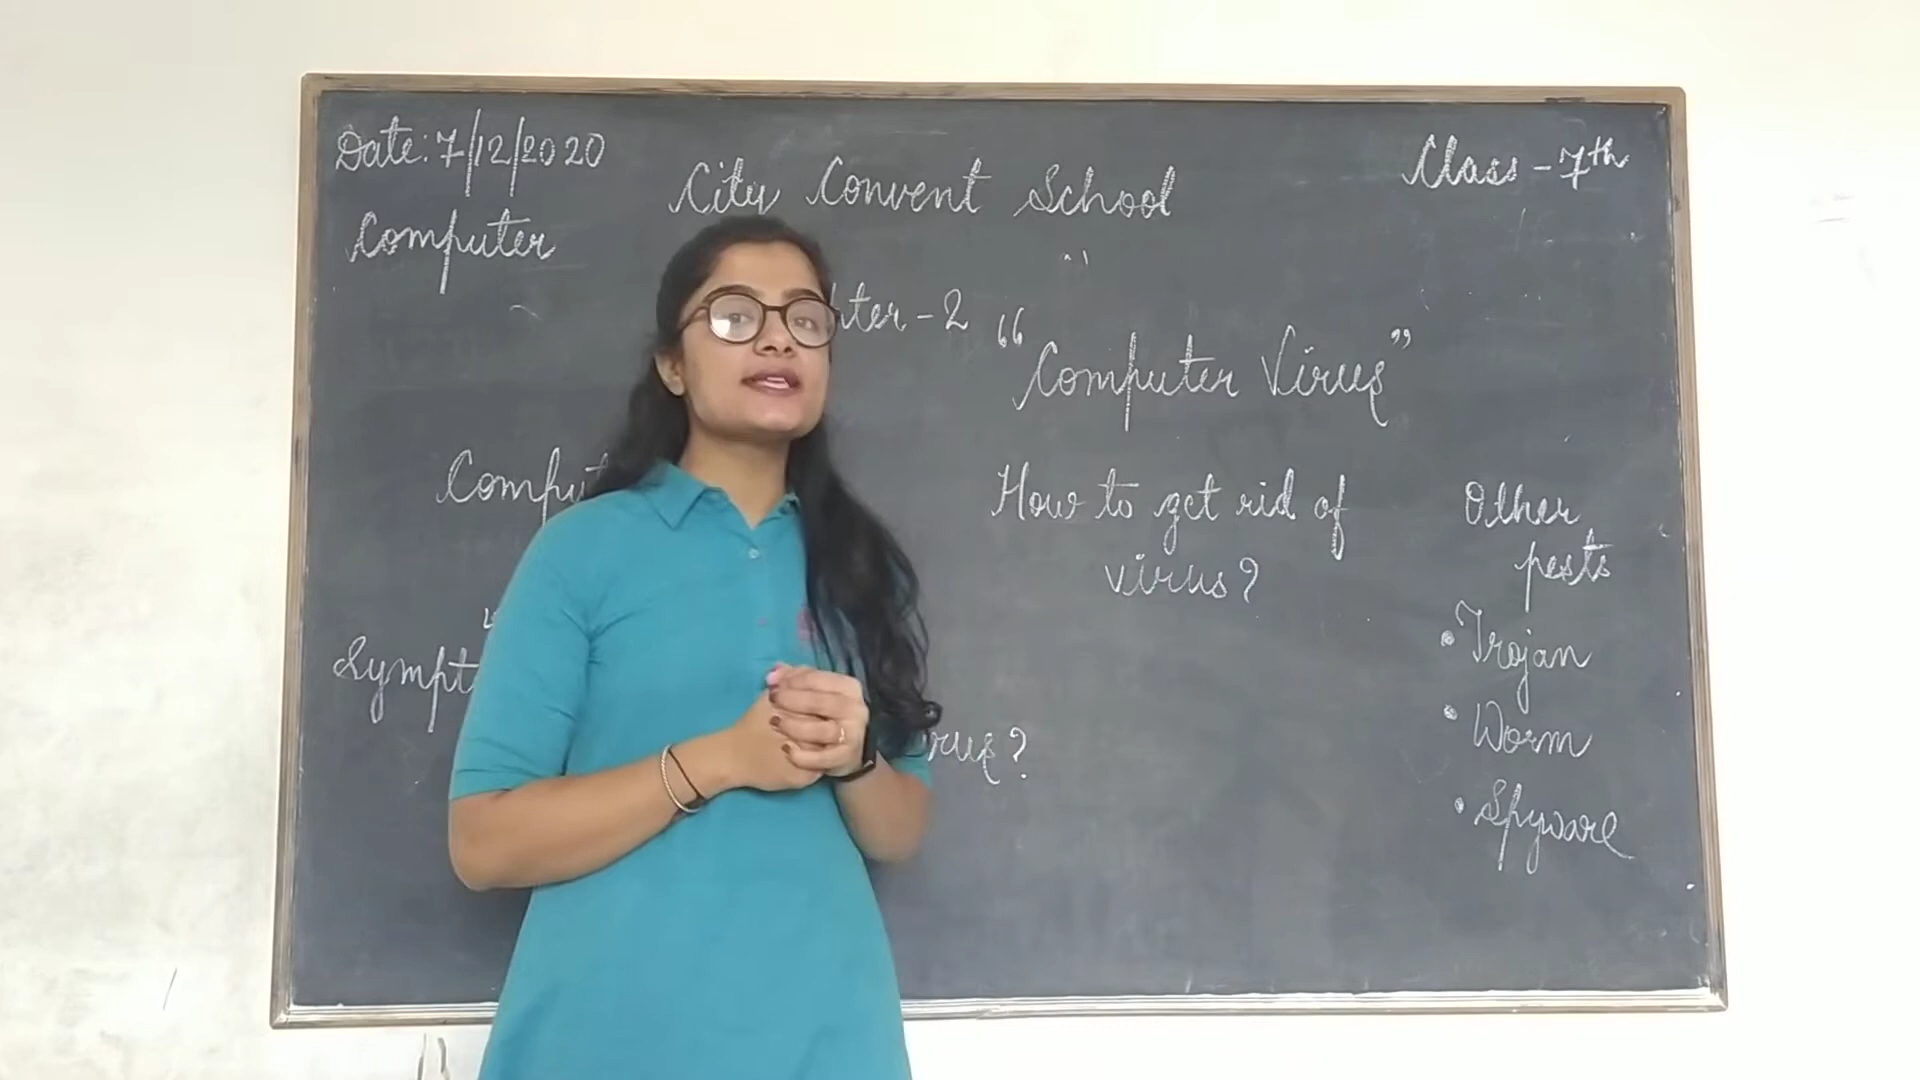 Date: 7/12/2020
Class - 7th
City Convent School
Computer
pter - 2
"Computer Virus"
Comput
How to get rid of
virus?
Other
pests
• Trojan
Sympt
rus?
• Worm
• Spyware